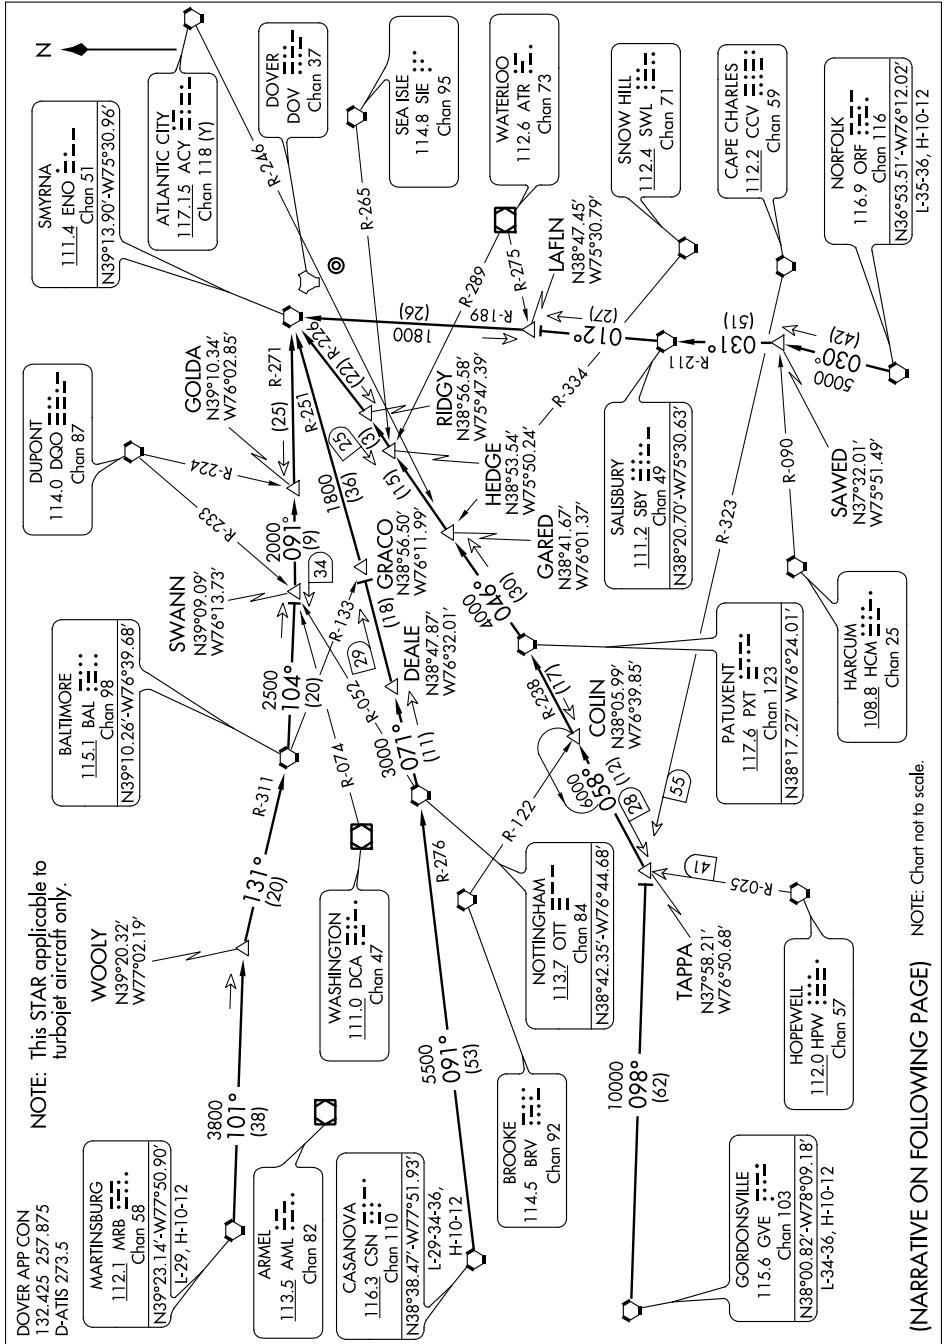 DOVER APP CON
132.425 257.875
D-ATIS 273.5
NOTE: This STAR applicable to
turbojet aircraft only.
N
MARTINSBURG
112.1 MRB
Chan 58
N39°23.14'-W77°50.90'
L-29, H-10-12
3800
101°
(38)
WOOLY
N39°20.32'
W77°02.19'
131°
(20)
R-311
BALTIMORE
115.1 BAL
Chan 98
N39°10.26'-W76°39.68'
2500
104°
(20)
SWANN
N39°09.09'
W76°13.73'
34
2000
091°
(9)
DUPONT
114.0 DQO
Chan 87
R-233
R-224
GOLDA
N39°10.34'
W76°02.85'
(25)
R-271
SMYRNA
111.4 ENO
Chan 51
N39°13.90'-W75°30.96'
ATLANTIC CITY
117.15 ACY
Chan 118 (Y)
R-246
DOVER
DOV
Chan 37
SEA ISLE
114.8 SIE
Chan 95
R-265
WATERLOO
112.6 ATR
Chan 73
R-289
R-275
ARMEL
113.5 AML
Chan 82
WASHINGTON
111.0 DCA
Chan 47
R-074
R-052
R-133
CASANOVA
116.3 CSN
Chan 110
N38°38.47'-W77°51.93'
L-29-34-36,
H-10-12
5500
091°
(53)
R-276
NOTTINGHAM
113.7 OTT
Chan 84
N38°42.35'-W76°44.68'
3000
071°
(11)
DEALE
N38°47.87'
W76°32.01'
29
(18)
GRACO
N38°56.50'
W76°11.99'
1800
(36)
R-251
BROOKE
114.5 BRV
Chan 92
R-122
GORDONSVILLE
115.6 GVE
Chan 103
N38°00.82'-W78°09.18'
L-34-36, H-10-12
10000
098°
(62)
TAPPA
N37°58.21'
W76°50.68'
28
55
41
R-025
HOPEWELL
112.0 HPW
Chan 57
6000
058°
(12)
COLIN
N38°05.99'
W76°39.85'
(17)
R-238
PATUXENT
117.6 PXT
Chan 123
N38°17.27' W76°24.01'
4000
046°
(30)
GARED
N38°41.67'
W76°01.37'
(15)
HEDGE
N38°53.54'
W75°50.24'
25
(3)
RIDGY
N38°56.58'
W75°47.39'
(22)
R-226
HARCUM
108.8 HCM
Chan 25
R-090
SAWED
N37°32.01'
W75°51.49'
R-323
NORFOLK
116.9 ORF
Chan 116
N36°53.51'-W76°12.02'
L-35-36, H-10-12
5000
030°
(42)
CAPE CHARLES
112.2 CCV
Chan 59
031°
(51)
R-211
SALISBURY
111.2 SBY
Chan 49
N38°20.70'-W75°30.63'
SNOW HILL
112.4 SWL
Chan 71
R-334
012°
(27)
LAFLN
N38°47.45'
W75°30.79'
1800
(26)
R-189
(NARRATIVE ON FOLLOWING PAGE)
NOTE: Chart not to scale.